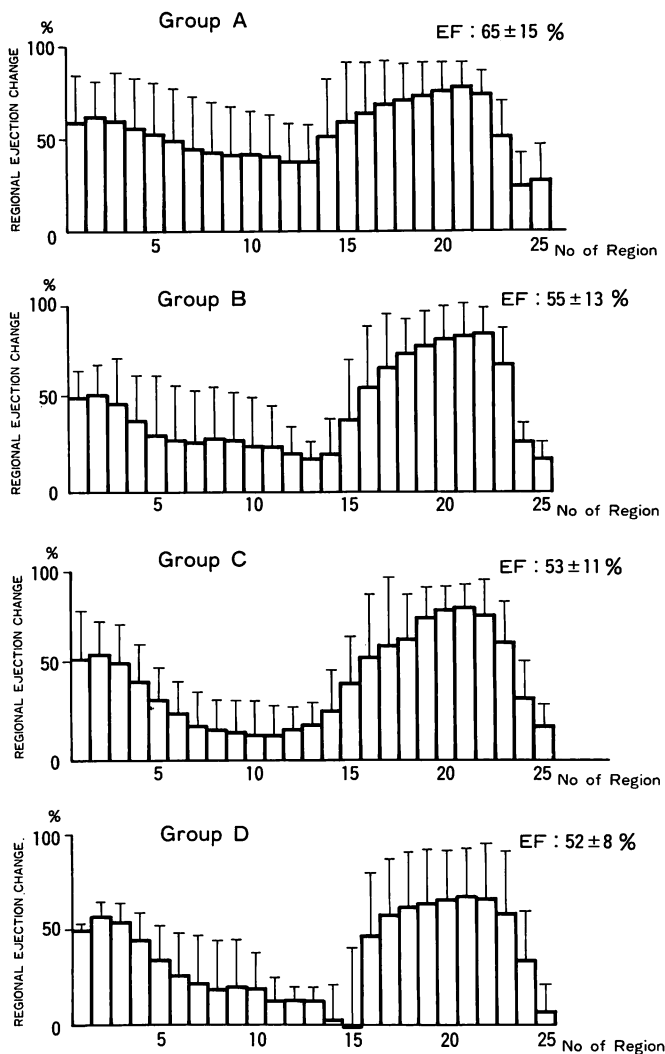 Group A
EF : 65±15 %
%
100
50
0
REGIONAL EJECTION CHANGE
5 10 15 20 25 No of Region
Group B
EF : 55±13 %
%
100
50
0
REGIONAL EJECTION CHANGE
5 10 15 20 25 No of Region
Group C
EF : 53±11 %
%
100
50
0
REGIONAL EJECTION CHANGE
5 10 15 20 25 No of Region
Group D
EF : 52±8 %
%
100
50
0
REGIONAL EJECTION CHANGE.
5 10 15 20 25 No of Region